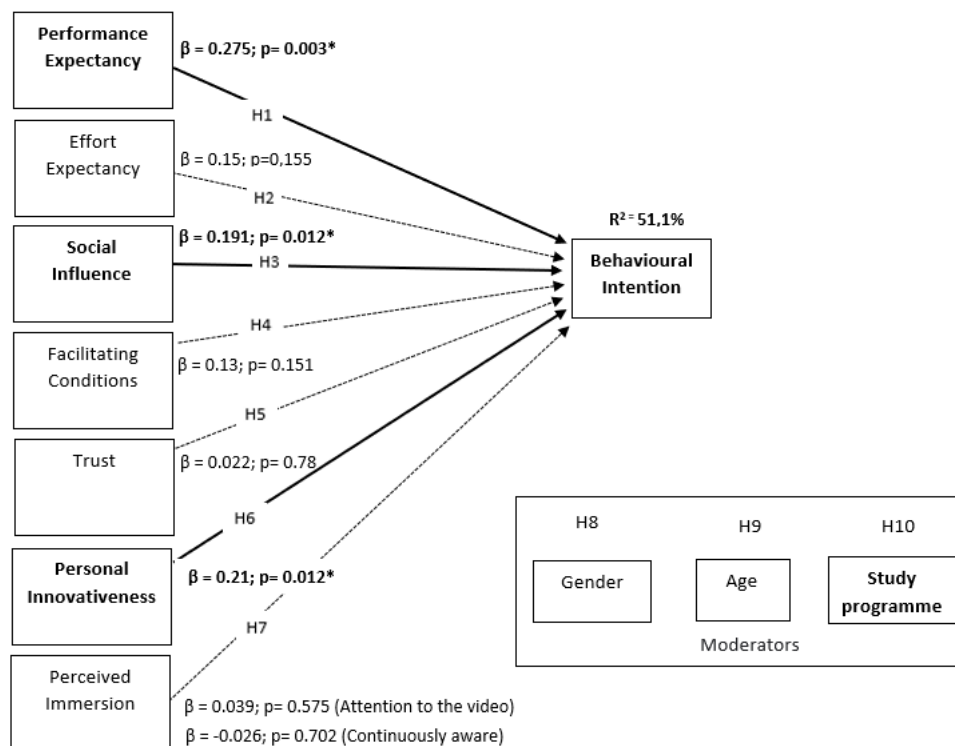 Performance
Expectancy
β = 0.275; p= 0.003*
H1
Effort
Expectancy
β = 0.15; p=0,155
H2
Social
Influence
β = 0.191; p= 0.012*
H3
R² = 51,1%
Behavioural
Intention
H4
Facilitating
Conditions
β = 0.13; p= 0.151
H5
Trust
β = 0.022; p= 0.78
H6
Personal
Innovativeness
β = 0.21; p= 0.012*
H7
Perceived
Immersion
β = 0.039; p= 0.575 (Attention to the video)
β = -0.026; p= 0.702 (Continuously aware)
H8
H9
H10
Gender
Age
Study
programme
Moderators